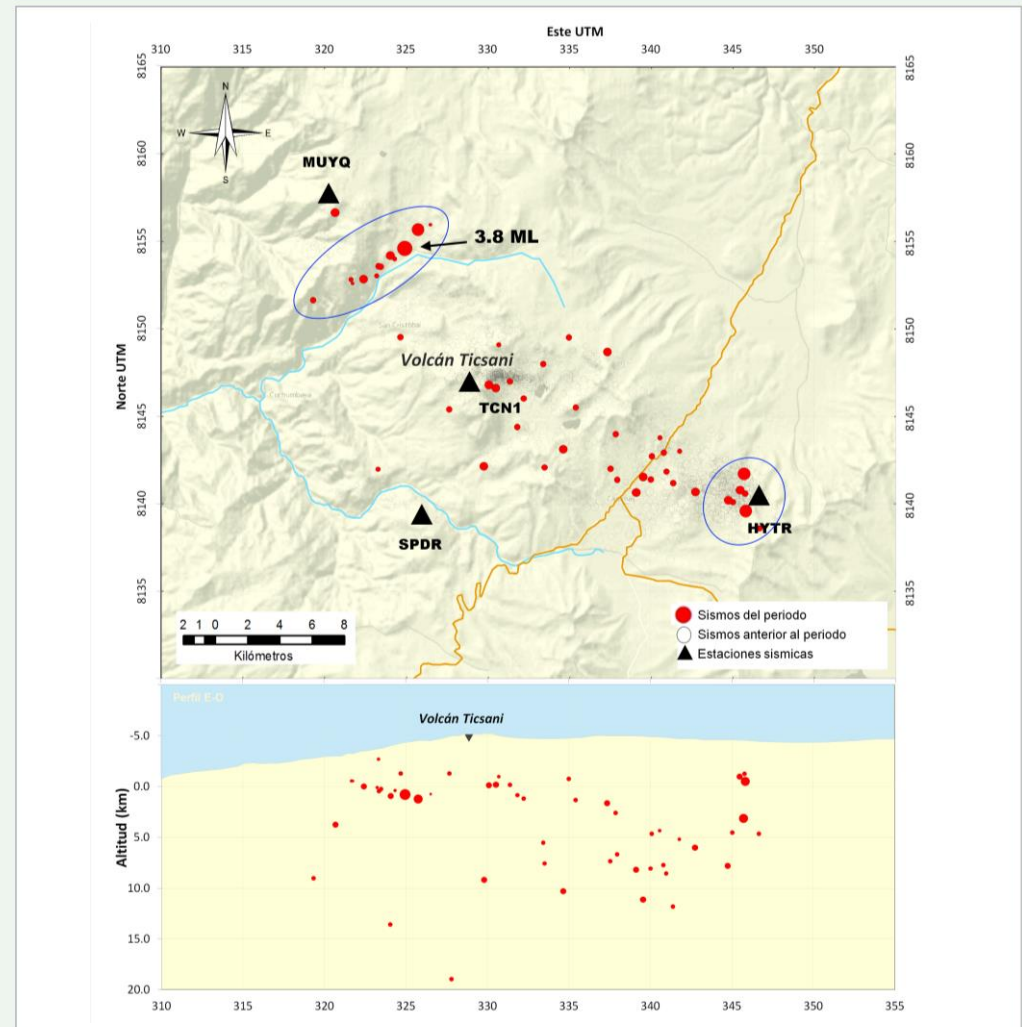 Este UTM
310 315 320 325 330 335 340 345 350
8165 8165
N
W E
S
8160 8160
MUYQ
8155 8155
3.8 ML
8150 8150
San Cristobal
Volcán Ticsani
Norte UTM
TCN1
8145 8145
8140 8140
HYTR
SPDR
8135 8135
2 1 0 2 4 6 8
Kilómetros
Sismos del periodo
Sismos anterior al periodo
Estaciones sismicas
Perfil E-O
Volcán Ticsani
-5.0
0.0
5.0
Altitud (km)
10.0
15.0
20.0
310 315 320 325 330 335 340 345 350 355